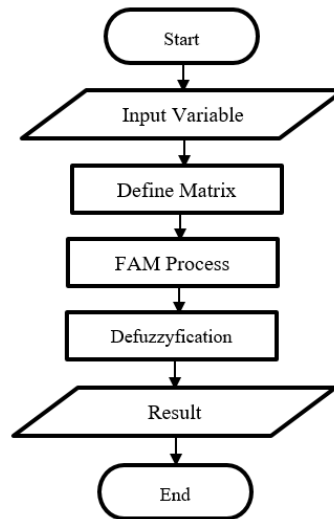 Start
Input Variable
Define Matrix
FAM Process
Defuzzyfication
Result
End